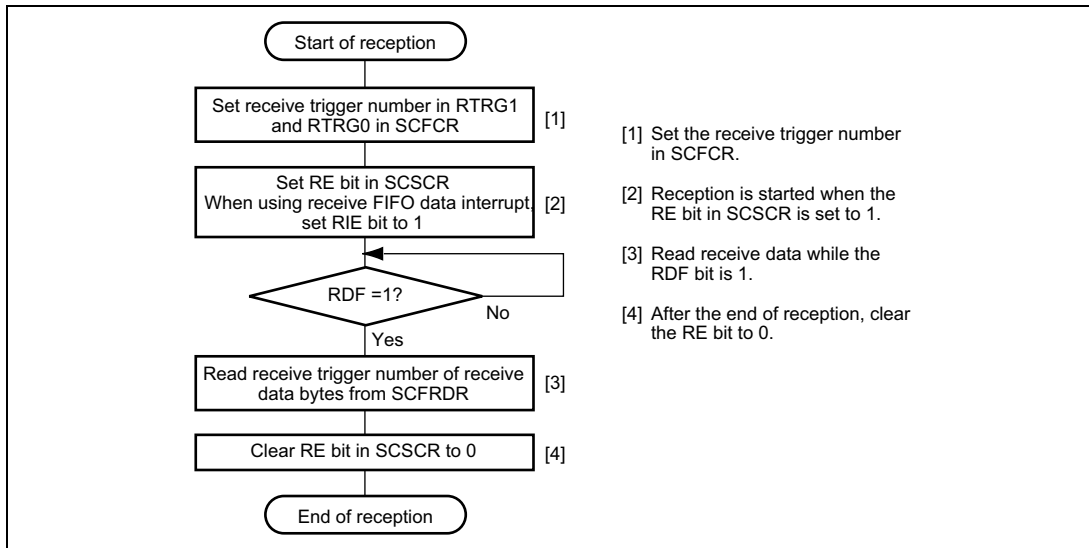 Start of reception
Set receive trigger number in RTRG1
and RTRG0 in SCFCR
[1]
Set RE bit in SCSCR
When using receive FIFO data interrupt,
set RIE bit to 1
[2]
RDF =1?
No
Yes
Read receive trigger number of receive
data bytes from SCFRDR
[3]
Clear RE bit in SCSCR to 0
[4]
End of reception
[1] Set the receive trigger number
in SCFCR.
[2] Reception is started when the
RE bit in SCSCR is set to 1.
[3] Read receive data while the
RDF bit is 1.
[4] After the end of reception, clear
the RE bit to 0.